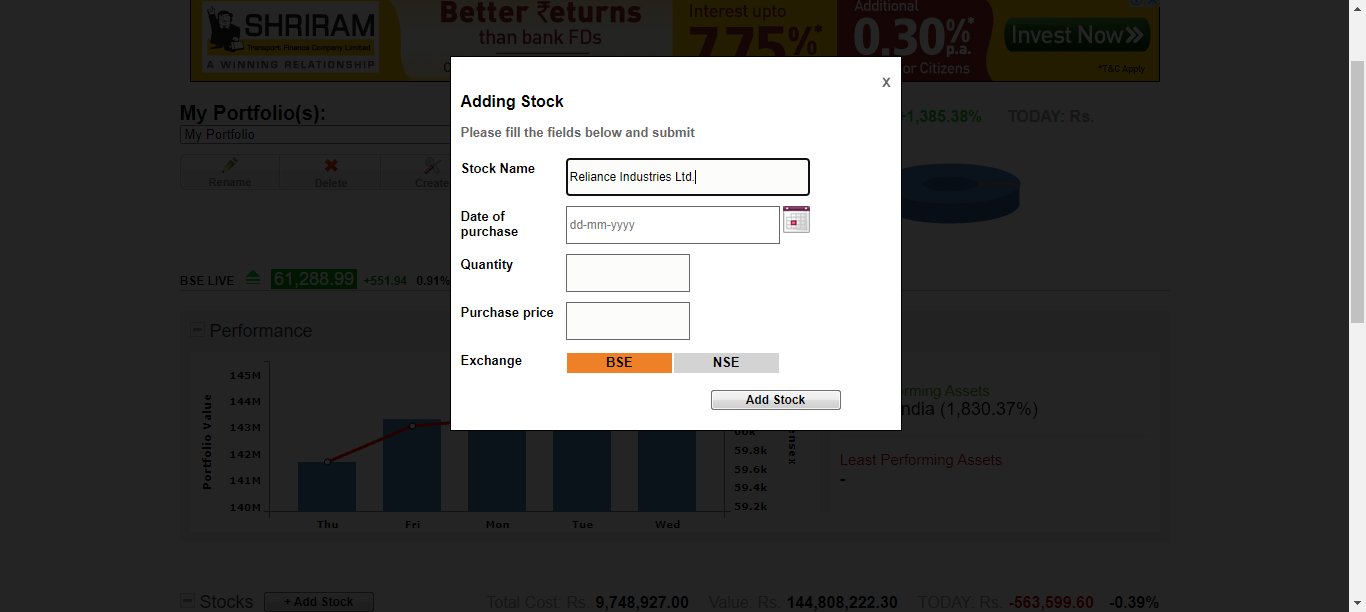 SHRIRAM
Transport Finance Company Limited
A WINNING RELATIONSHIP
Better ₹eturns
than bank FDs
Interest upto
7.75%*
Additional
0.30%*
p.a.
or Citizens
Invest Now»
*T&C Apply
My Portfolio(s):
My Portfolio
Rename
Delete
Create
1,385.38%
TODAY: Rs.
X
Adding Stock
Please fill the fields below and submit
Stock Name
Reliance Industries Ltd.
Date of
purchase
dd-mm-yyyy
Quantity
Purchase price
Exchange
BSE
NSE
Add Stock
BSE LIVE 61,288.99 +551.94 0.91%
Performance
145M
144M
143M
142M
141M
140M
Portfolio Value
Thu Fri Mon Tue Wed
60k
59.8k
59.6k
59.4k
59.2k
nsex
rming Assets
ndia (1,830.37%)
Least Performing Assets
-
Stocks
+ Add Stock
Total Cost: Rs. 9,748,927.00 Value: Rs. 144,808,222.30 TODAY: Rs. -563,599.60 -0.39%